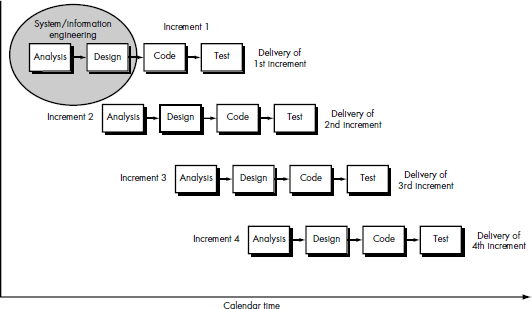 System/information
engineering
Increment 1
Analysis
Design
Code
Test
Delivery of
1st increment
Increment 2
Analysis
Design
Code
Test
Delivery of
2nd increment
Increment 3
Analysis
Design
Code
Test
Delivery of
3rd increment
Increment 4
Analysis
Design
Code
Test
Delivery of
4th increment
Calendar time